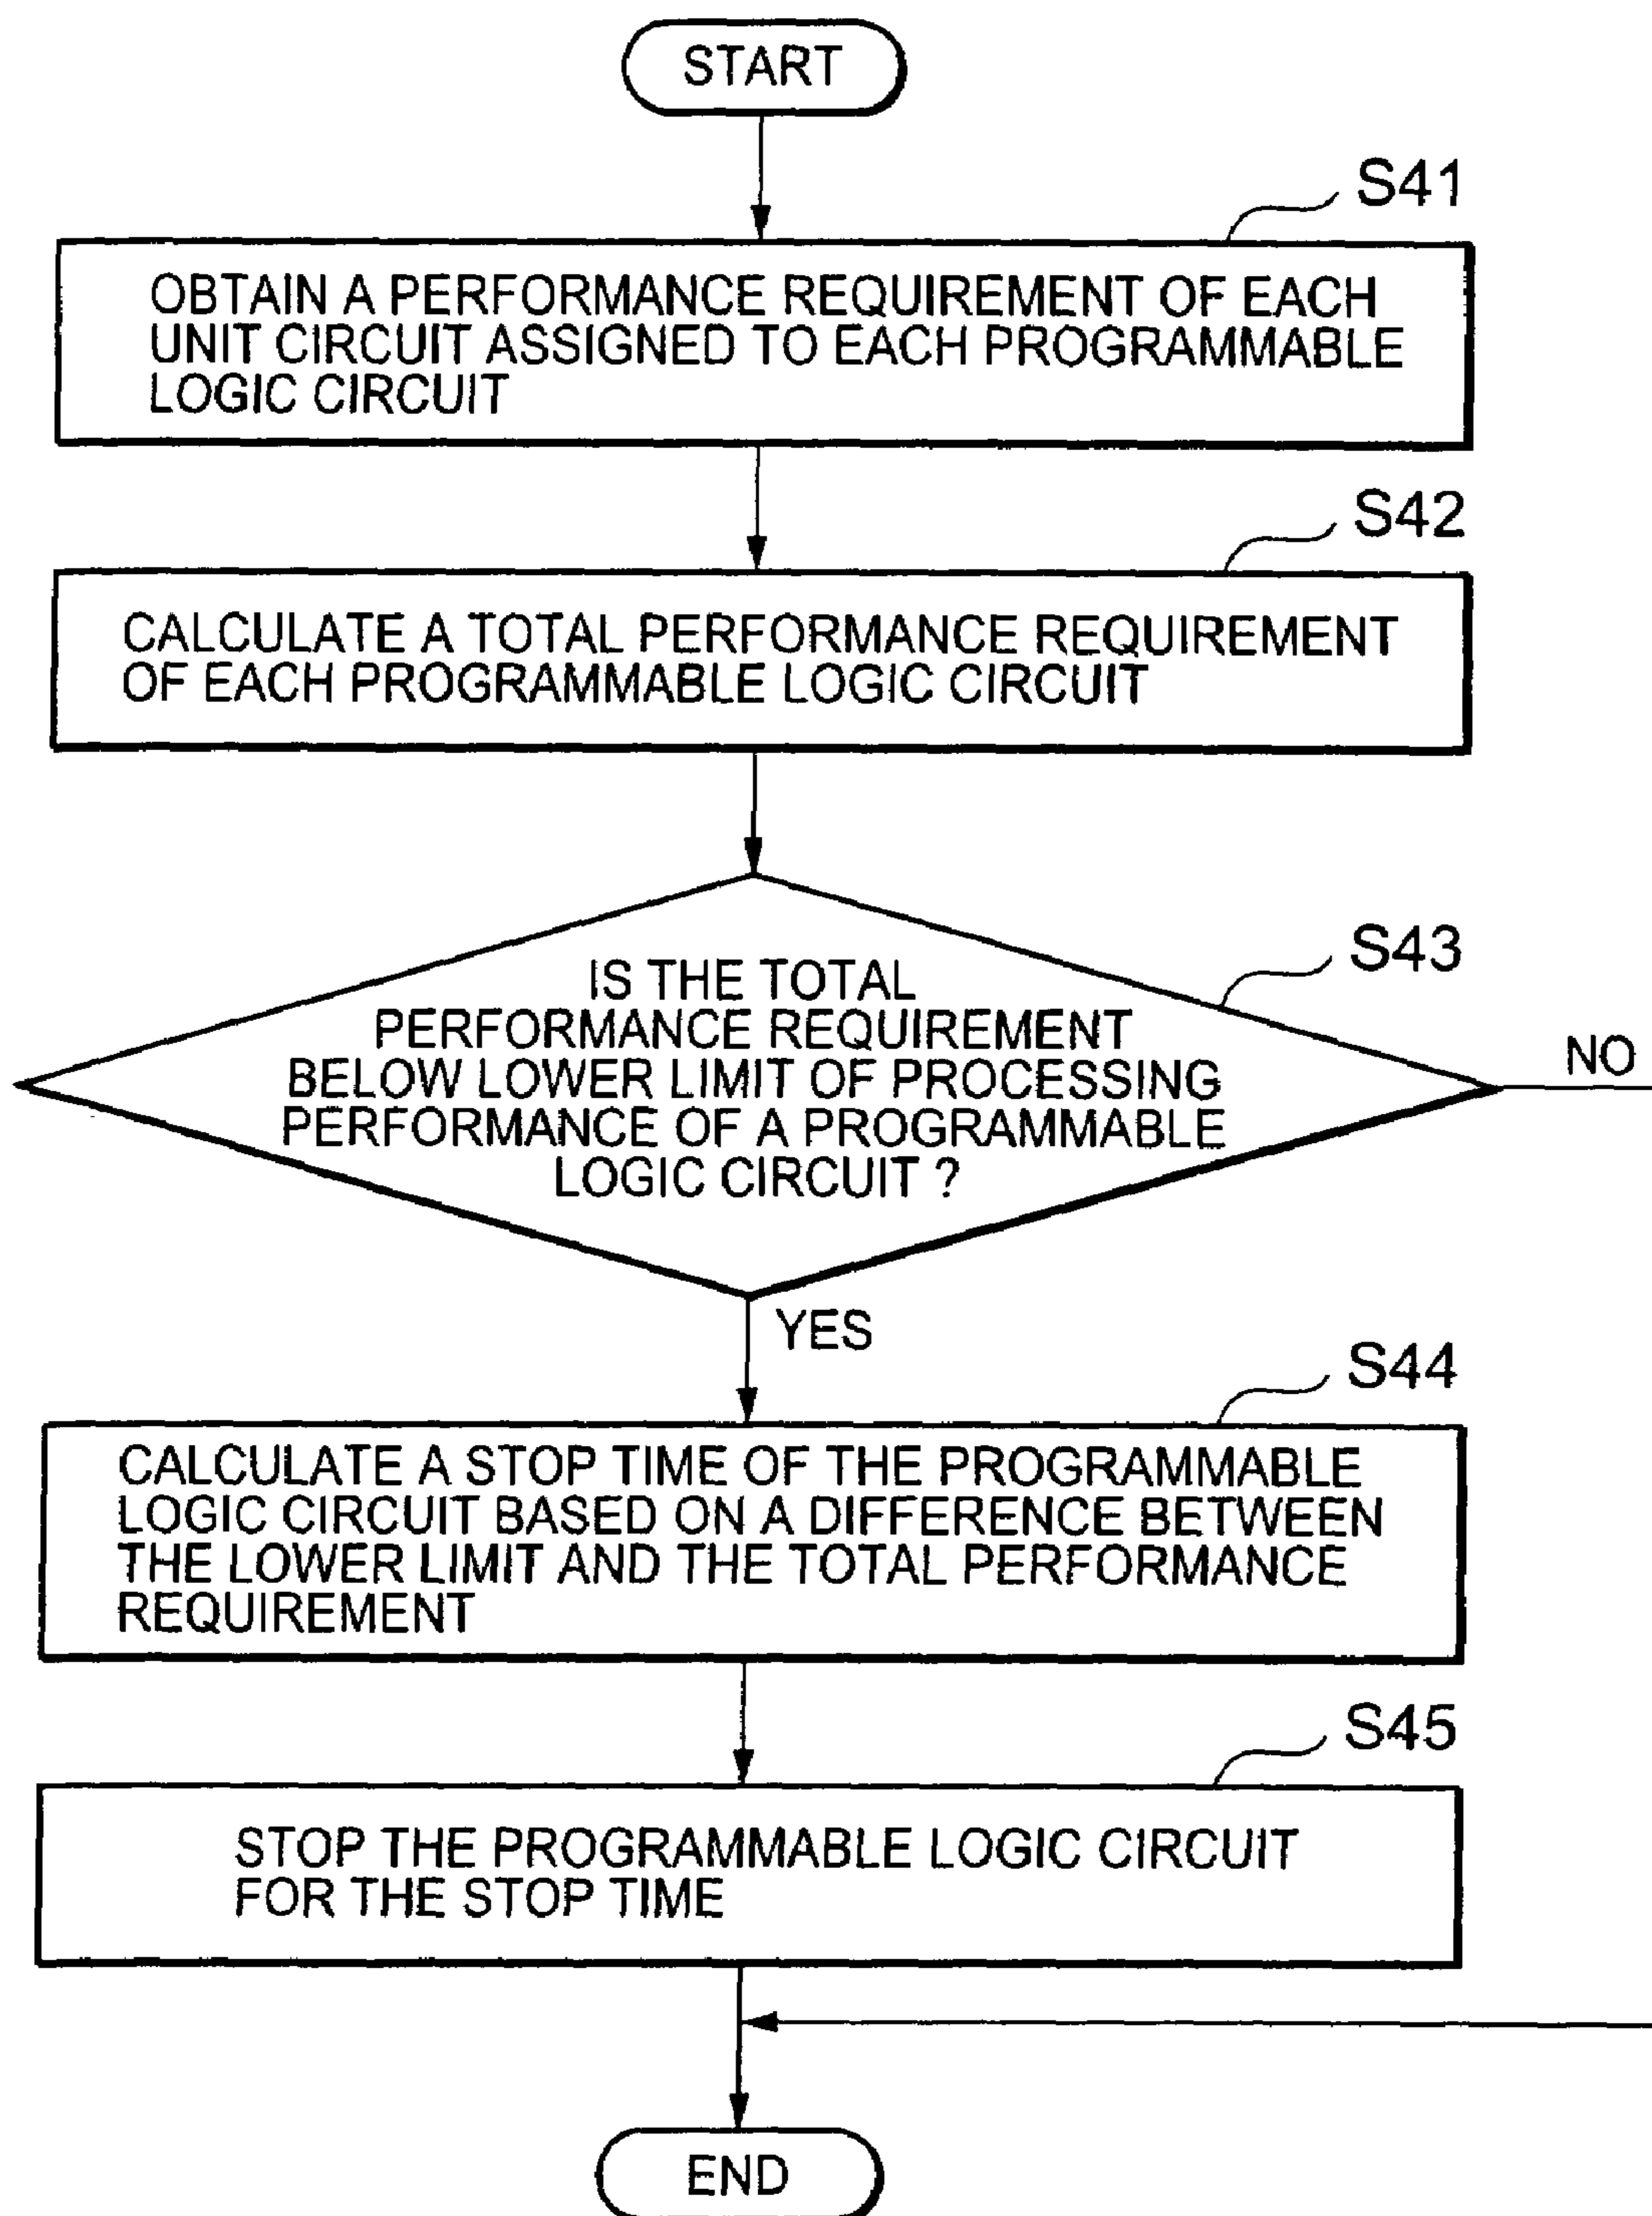 START
S41
OBTAIN A PERFORMANCE REQUIREMENT OF EACH
UNIT CIRCUIT ASSIGNED TO EACH PROGRAMMABLE
LOGIC CIRCUIT
S42
CALCULATE A TOTAL PERFORMANCE REQUIREMENT
OF EACH PROGRAMMABLE LOGIC CIRCUIT
S43
IS THE TOTAL
PERFORMANCE REQUIREMENT
BELOW LOWER LIMIT OF PROCESSING
PERFORMANCE OF A PROGRAMMABLE
LOGIC CIRCUIT ?
NO
YES
S44
CALCULATE A STOP TIME OF THE PROGRAMMABLE
LOGIC CIRCUIT BASED ON A DIFFERENCE BETWEEN
THE LOWER LIMIT AND THE TOTAL PERFORMANCE
REQUIREMENT
S45
STOP THE PROGRAMMABLE LOGIC CIRCUIT
FOR THE STOP TIME
END